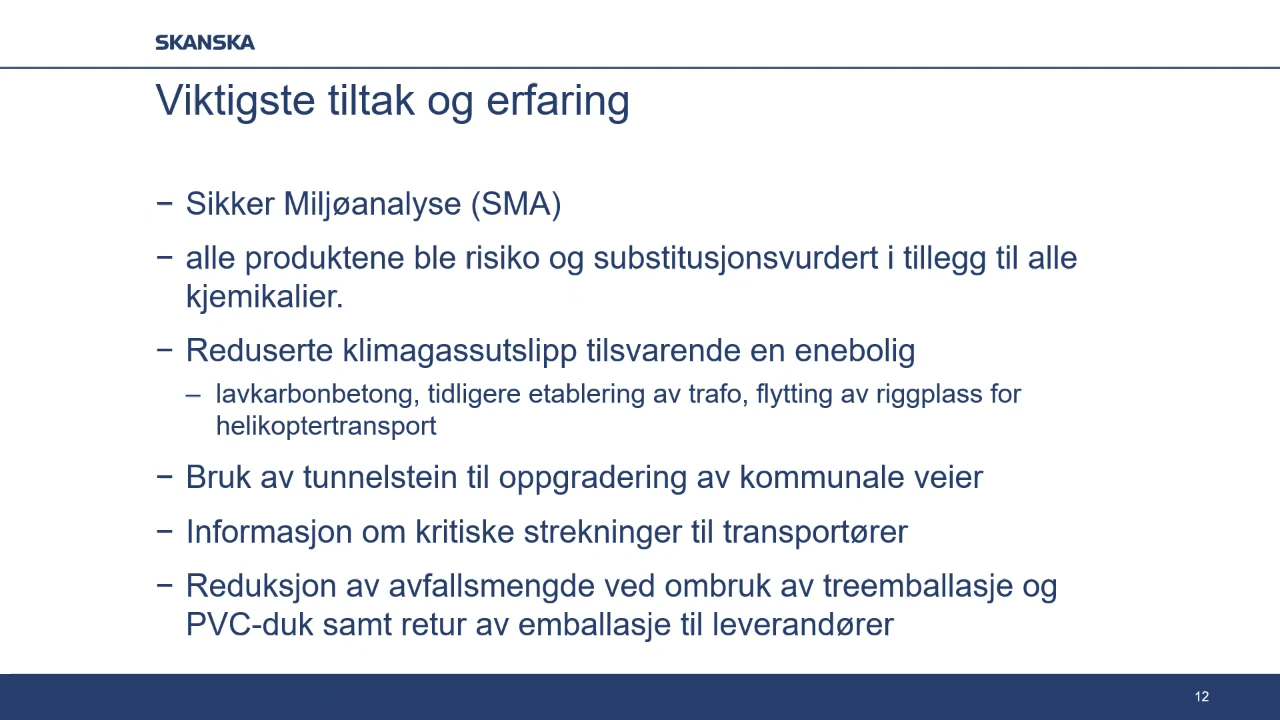 SKANSKA
Viktigste tiltak og erfaring
− Sikker Miljøanalyse (SMA)
− alle produktene ble risiko og substitusjonsvurdert i tillegg til alle
kjemikalier.
− Reduserte klimagassutslipp tilsvarende en enebolig
– lavkarbonbetong, tidligere etablering av trafo, flytting av riggplass for
helikoptertransport
− Bruk av tunnelstein til oppgradering av kommunale veier
− Informasjon om kritiske strekninger til transportører
− Reduksjon av avfallsmengde ved ombruk av treemballasje og
PVC-duk samt retur av emballasje til leverandører
12